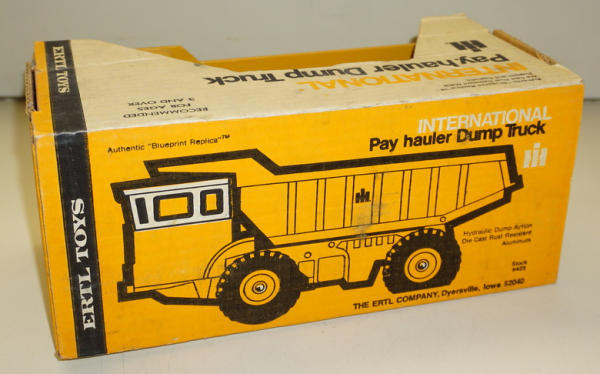 ERTL TOYS
INTERNATIONAL
Pay hauler Dump Truck
RECOMMENDED
FOR AGES
3 AND OVER
Authentic "Blueprint Replica"™
INTERNATIONAL
Pay hauler Dump Truck
Hydraulic Dump Action
Die Cast Rust Resistant
Aluminum
Stock
#425
THE ERTL COMPANY, Dyersville, Iowa 52040
ERTL TOYS